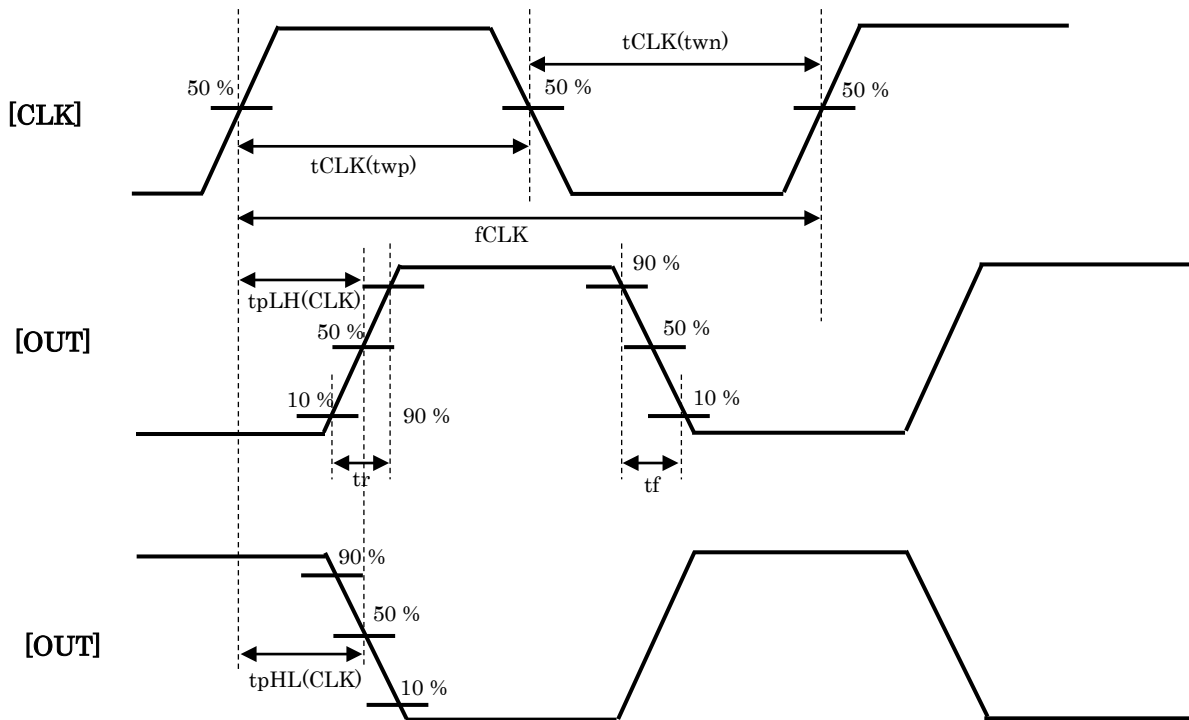 tCLK(twn)
50 %
50 %
50 %
[CLK]
tCLK(twp)
fCLK
90 %
tpLH(CLK)
50 %
50 %
[OUT]
10 %
10 %
90 %
tr
tf
90 %
50 %
[OUT]
tpHL(CLK)
10 %